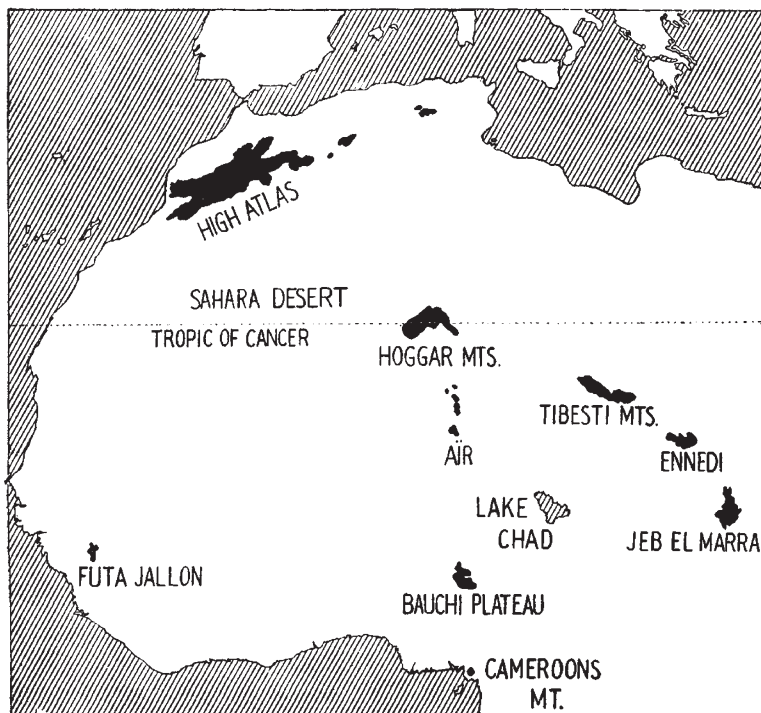 HIGH ATLAS
SAHARA DESERT
TROPIC OF CANCER
HOGGAR MTS.
TIBESTI MTS.
AÏR
ENNEDI
LAKE
CHAD
JEB EL MARRA
FUTA JALLON
BAUCHI PLATEAU
CAMEROONS
MT.